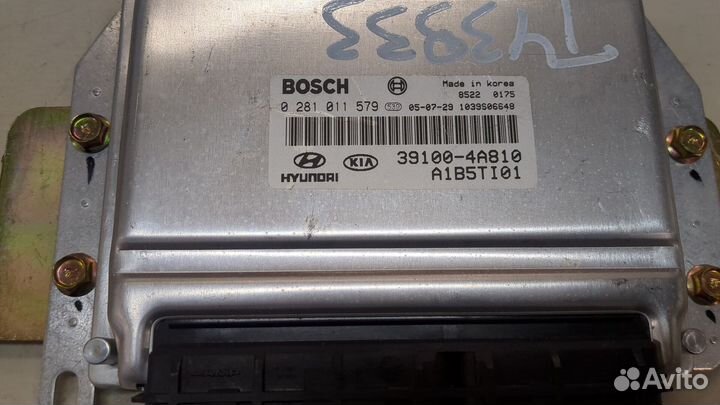 BOSCH
Made in korea
8522 0175
0 281 011 579 05-07-29 1039S06648
HYUNDAI KIA 39100-4A810
A1B5TI01
Avito